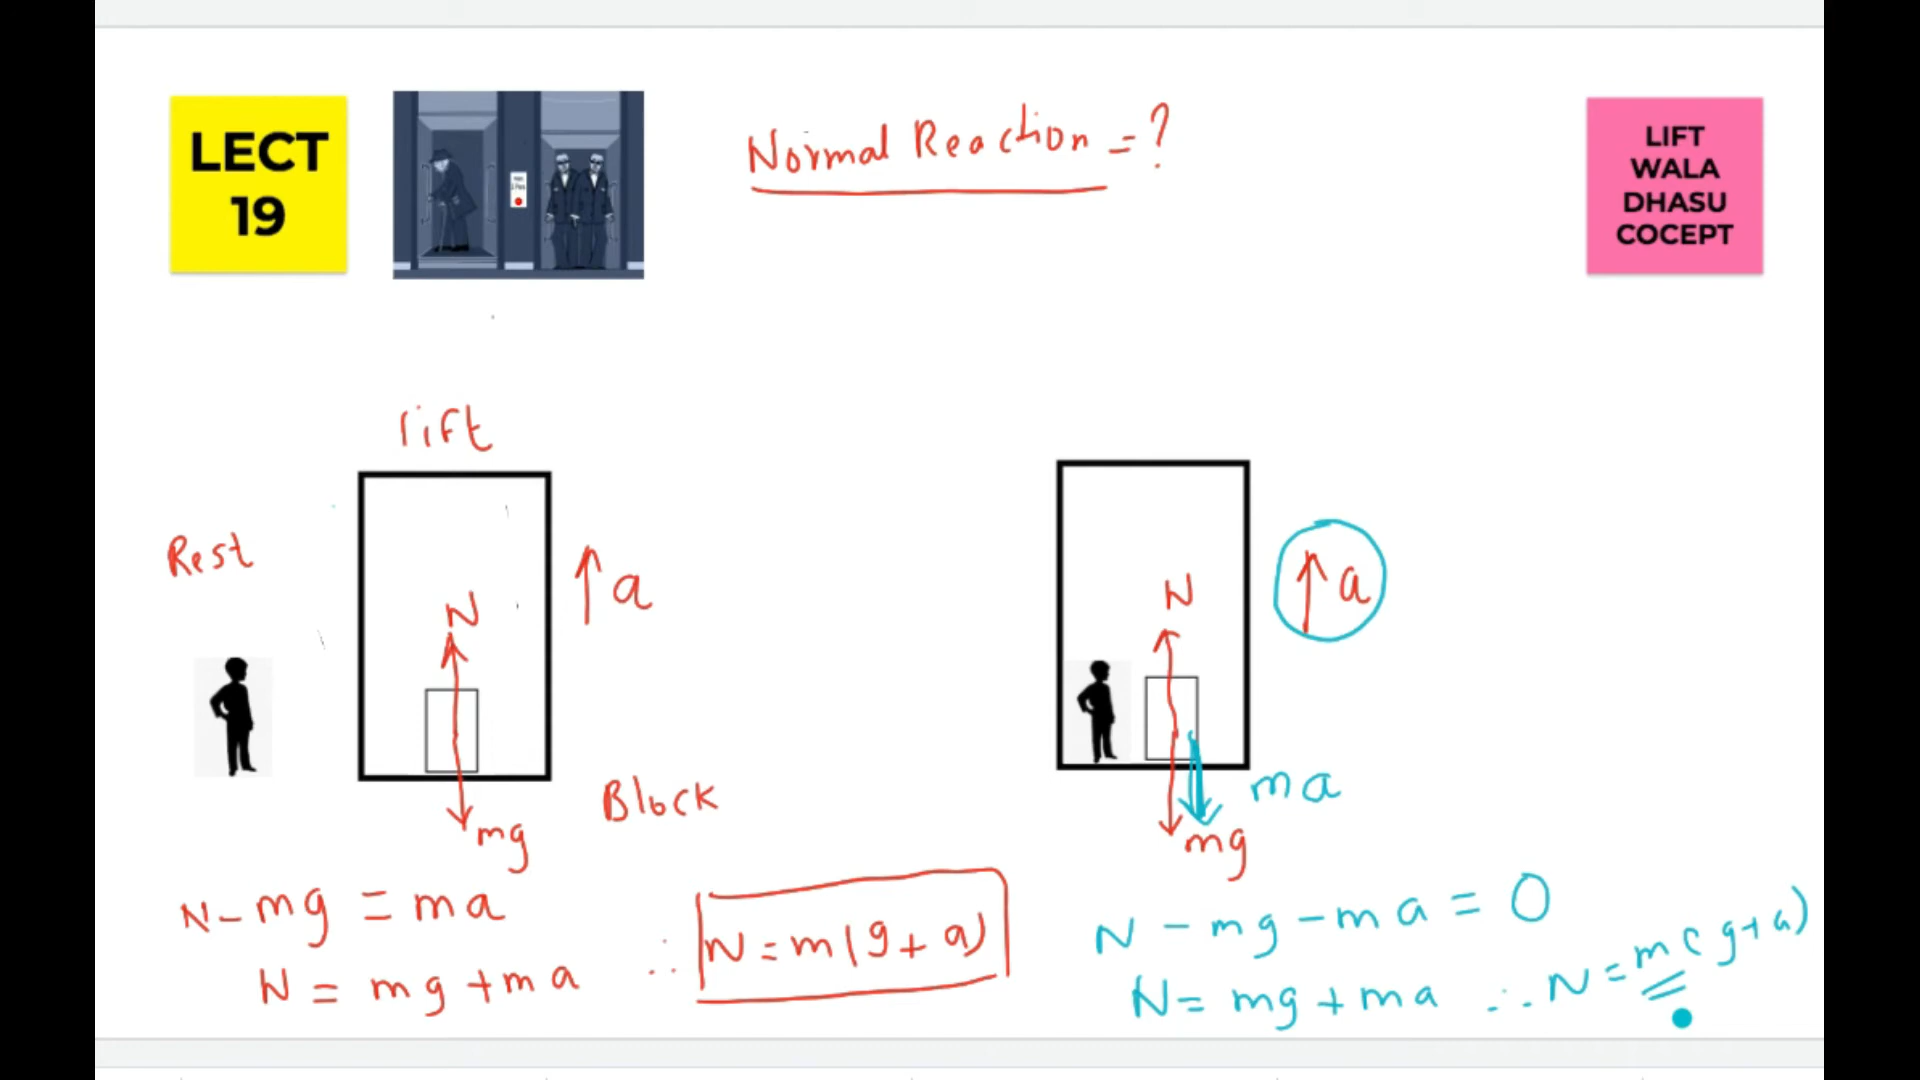 LECT
19
Normal Reaction = ?
LIFT
WALA
DHASU
COCEPT
lift
Rest
N
a
mg
Block
N - mg = ma
N = mg + ma ∴ N = m(g + a)
N
a
ma
mg
N - mg - ma = 0
N = mg + ma ∴ N = m(g + a)